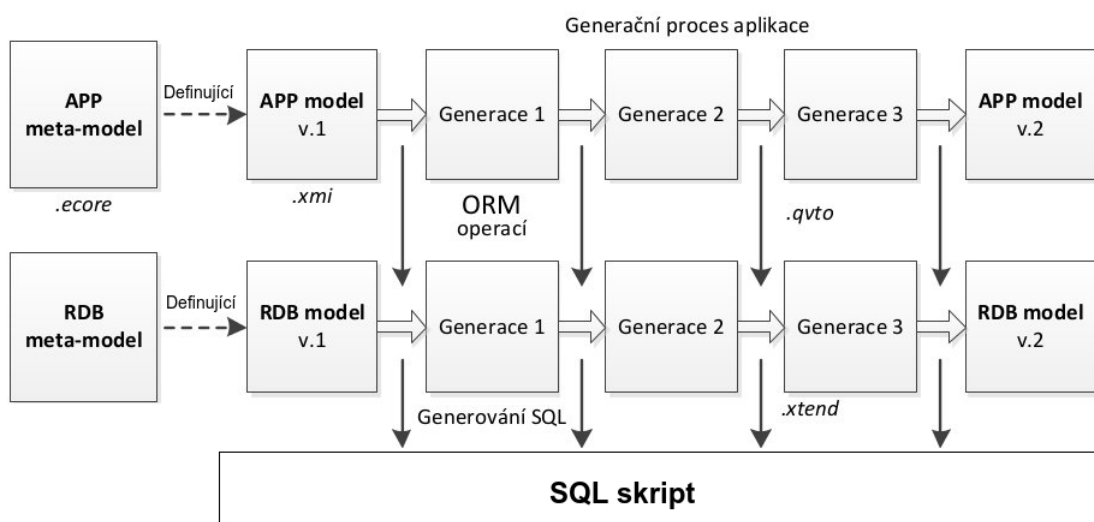 Generační proces aplikace
APP
meta-model
Definující
APP model
v.1
Generace 1
Generace 2
Generace 3
APP model
v.2
.ecore
.xmi
ORM
operací
.qvto
RDB
meta-model
Definující
RDB model
v.1
Generace 1
Generace 2
Generace 3
RDB model
v.2
Generování SQL
.xtend
SQL skript